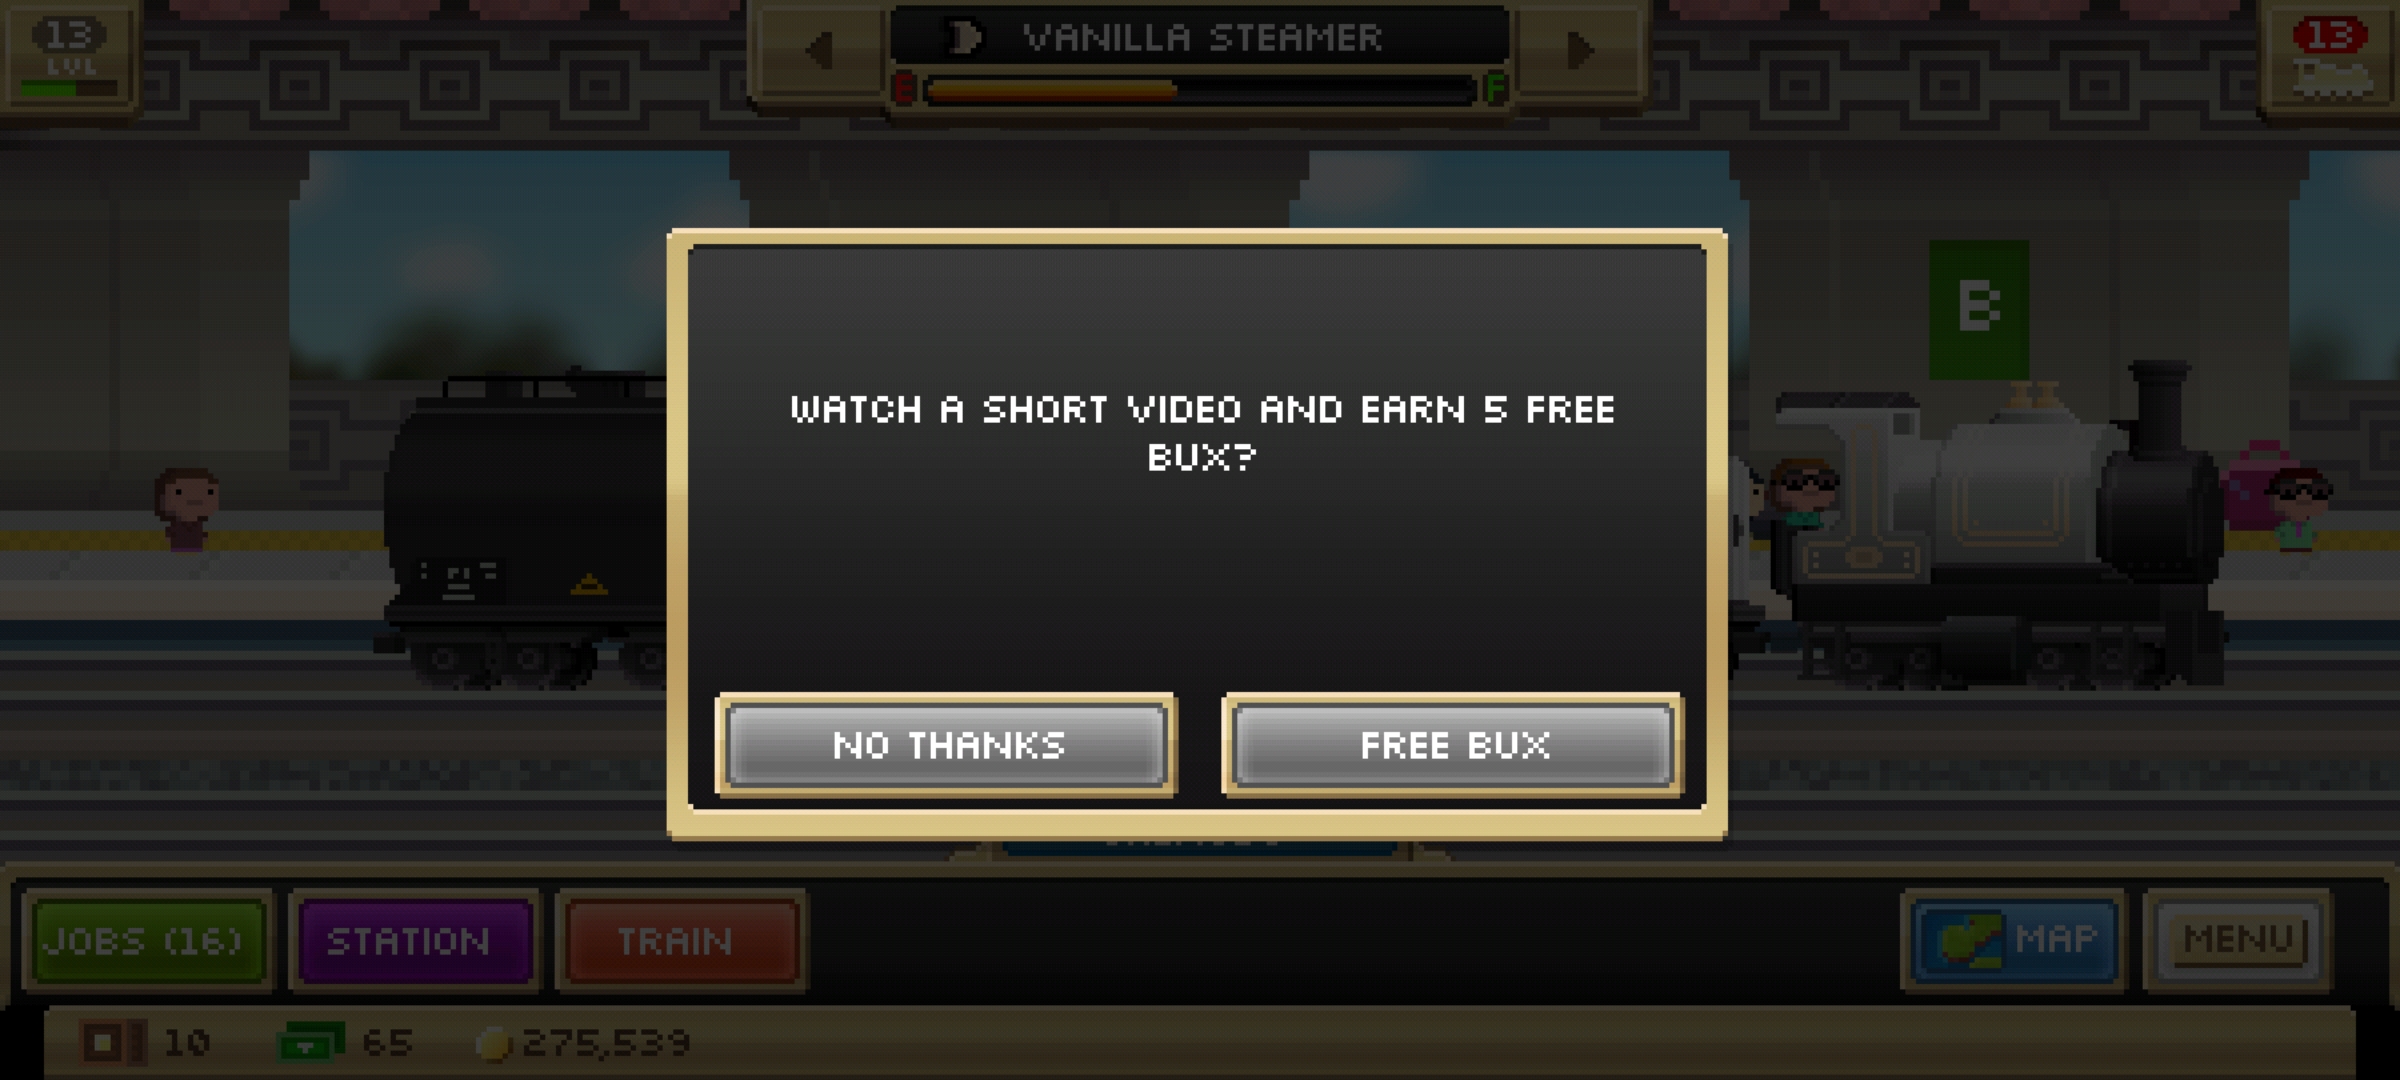 13
LVL
VANILLA STEAMER
E
F
13
B
WATCH A SHORT VIDEO AND EARN 5 FREE
BUX?
NO THANKS
FREE BUX
JOBS (16)
STATION
TRAIN
MAP
MENU
10
65
275,539